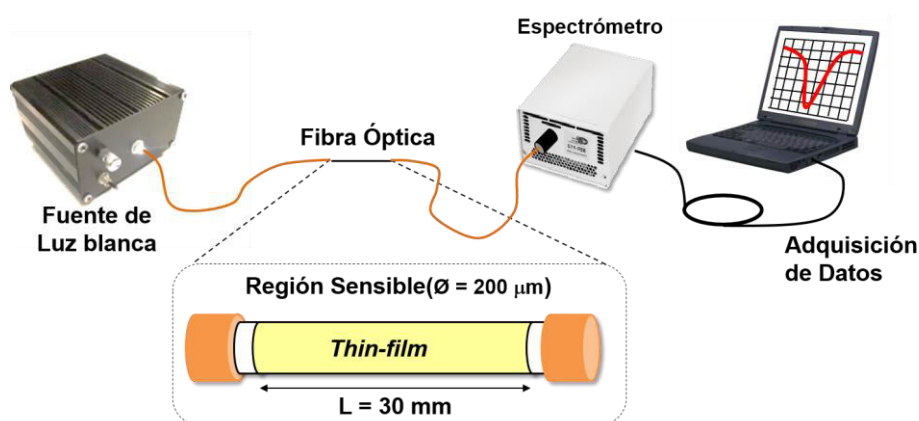 Espectrómetro
Fibra Óptica
Fuente de
Luz blanca
Adquisición
de Datos
Región Sensible(Ø = 200 µm)
Thin-film
L = 30 mm